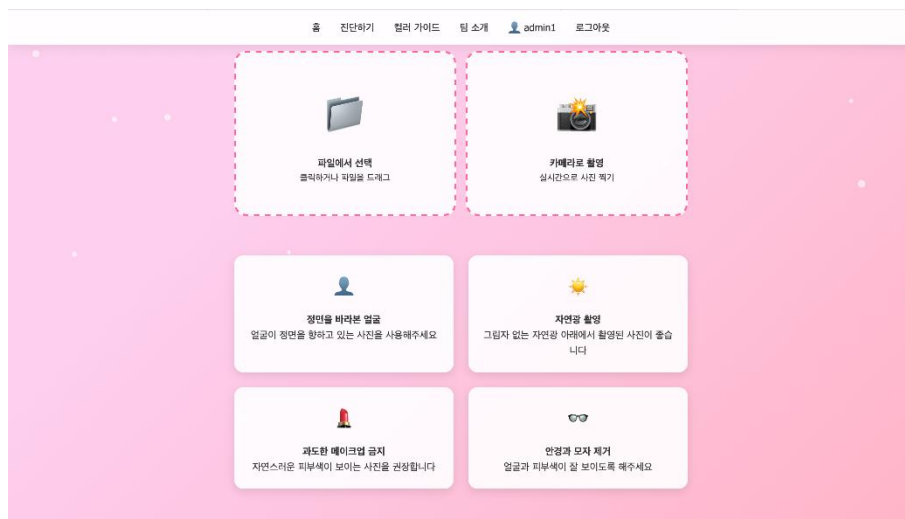 홈 진단하기 컬러 가이드 팀 소개 admin1 로그아웃
파일에서 선택
클릭하거나 파일을 드래그
카메라로 촬영
실시간으로 사진 찍기
정면을 바라본 얼굴
얼굴이 정면을 향하고 있는 사진을 사용해주세요
자연광 촬영
그림자 없는 자연광 아래에서 촬영된 사진이 좋습
니다
과도한 메이크업 금지
자연스러운 피부색이 보이는 사진을 권장합니다
안경과 모자 제거
얼굴과 피부색이 잘 보이도록 해주세요